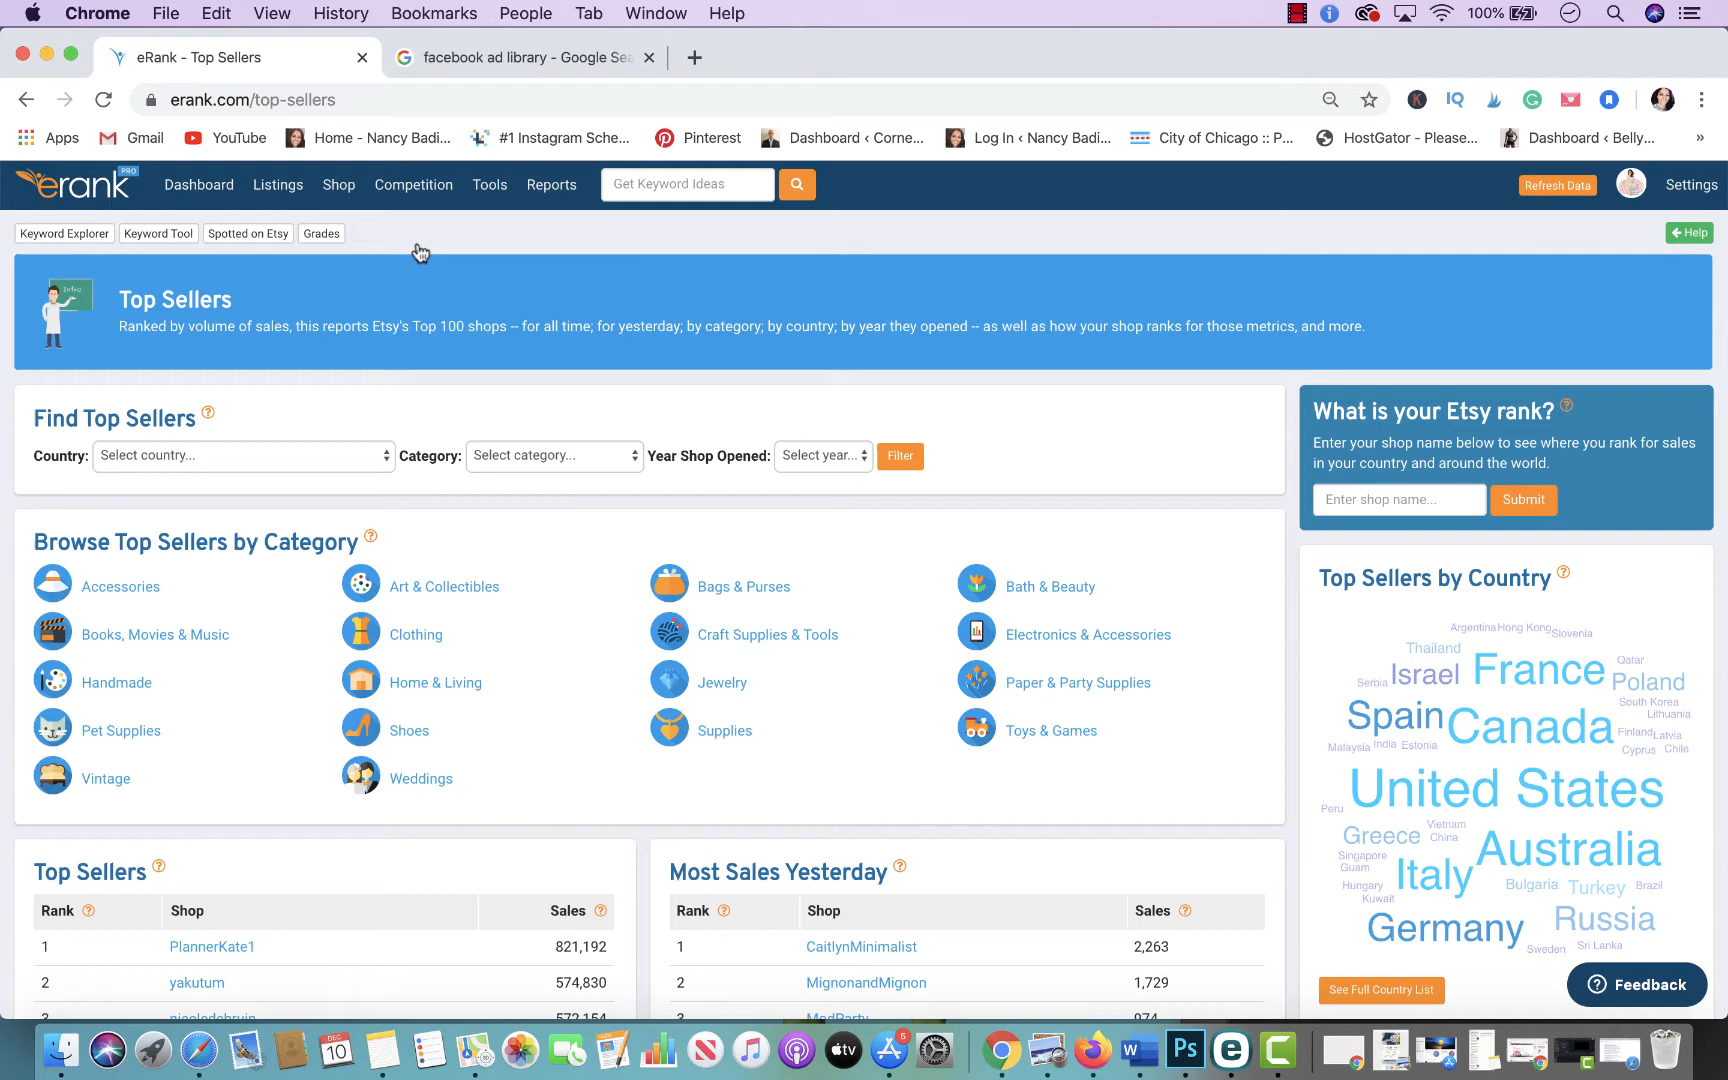 Chrome File Edit View History Bookmarks People Tab Window Help 100%
eRank - Top Sellers facebook ad library - Google Sea
erank.com/top-sellers
Apps Gmail YouTube Home - Nancy Badi... #1 Instagram Sche... Pinterest Dashboard ‹ Corne... Log In ‹ Nancy Badi... City of Chicago :: P... HostGator - Please... Dashboard ‹ Belly... »
erank PRO Dashboard Listings Shop Competition Tools Reports Get Keyword Ideas Refresh Data Settings
Keyword Explorer Keyword Tool Spotted on Etsy Grades Help
Top Sellers
Ranked by volume of sales, this reports Etsy's Top 100 shops -- for all time; for yesterday; by category; by country; by year they opened -- as well as how your shop ranks for those metrics, and more.
Find Top Sellers
Country: Select country... Category: Select category... Year Shop Opened: Select year... Filter
What is your Etsy rank?
Enter your shop name below to see where you rank for sales
in your country and around the world.
Enter shop name... Submit
Browse Top Sellers by Category
Accessories Art & Collectibles Bags & Purses Bath & Beauty
Books, Movies & Music Clothing Craft Supplies & Tools Electronics & Accessories
Handmade Home & Living Jewelry Paper & Party Supplies
Pet Supplies Shoes Supplies Toys & Games
Vintage Weddings
Top Sellers by Country
Argentina Hong Kong Slovenia
Thailand
Serbia Israel France Qatar Poland
South Korea
Spain Canada Lithuania
Malaysia India Estonia Finland Latvia
Cyprus Chile
United States
Peru
Greece Vietnam China Australia
Singapore
Guam
Hungary Italy Bulgaria Turkey Brazil
Kuwait
Germany Russia
Sweden Sri Lanka
See Full Country List
Feedback
Top Sellers
Rank Shop Sales
1 PlannerKate1 821,192
2 yakutum 574,830
3 nicoledebruin 572,154
Most Sales Yesterday
Rank Shop Sales
1 CaitlynMinimalist 2,263
2 MignonandMignon 1,729
3 ModParty 974
DEC
10
tv
5
W
Ps